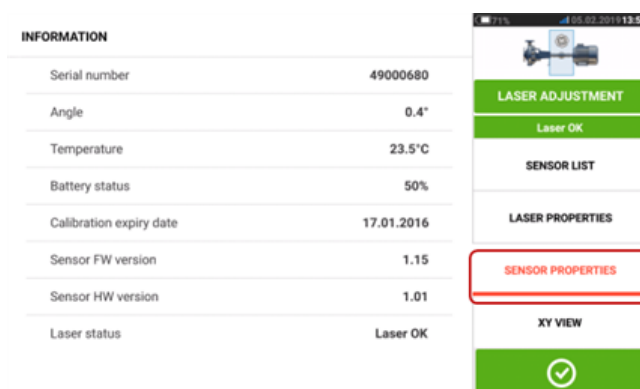 71% 05.02.2019 13:5
INFORMATION
Serial number 49000680
Angle 0.4°
Temperature 23.5°C
Battery status 50%
Calibration expiry date 17.01.2016
Sensor FW version 1.15
Sensor HW version 1.01
Laser status Laser OK
LASER ADJUSTMENT
Laser OK
SENSOR LIST
LASER PROPERTIES
SENSOR PROPERTIES
XY VIEW